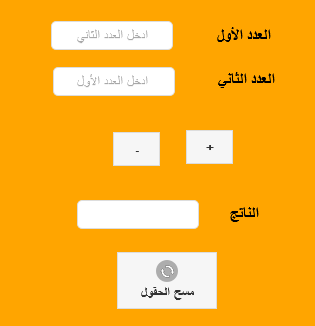 العدد الأول
ادخل العدد الثاني
العدد الثاني
ادخل العدد الأول
+
-
الناتج
مسح الحقول